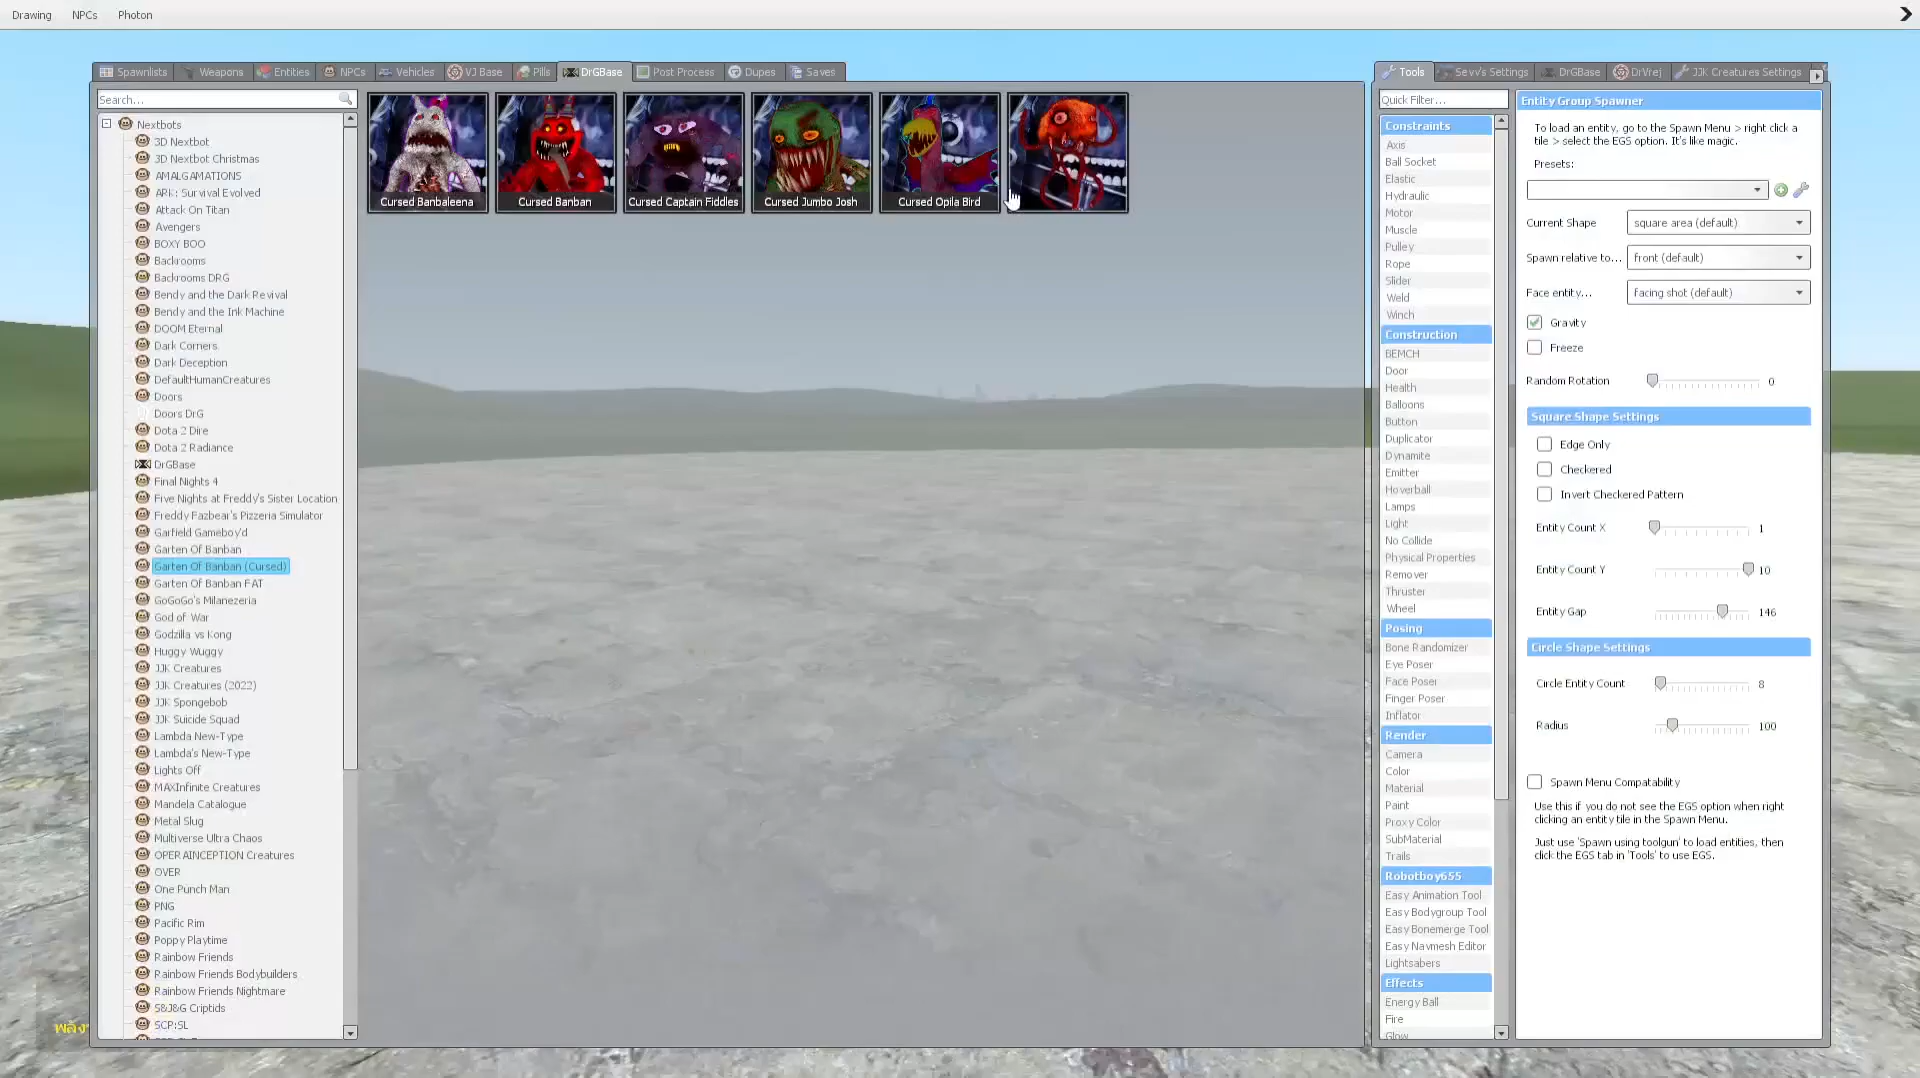 Drawing
NPCs
Photon
Spawnlists
Weapons
Entities
NPCs
Vehicles
VJ Base
Pills
DrGBase
Post Process
Dupes
Saves
Search...
Nextbots
3D Nextbot
3D Nextbot Christmas
AMALGAMATIONS
ARK: Survival Evolved
Attack On Titan
Avengers
BOXY BOO
Backrooms
Backrooms DRG
Bendy and the Dark Revival
Bendy and the Ink Machine
DOOM Eternal
Dark Corners
Dark Deception
DefaultHumanCreatures
Doors
Doors DrG
Dota 2 Dire
Dota 2 Radiance
DrGBase
Final Nights 4
Five Nights at Freddy's Sister Location
Freddy Fazbear's Pizzeria Simulator
Garfield Gameboy'd
Garten Of Banban
Garten Of Banban (Cursed)
Garten Of Banban FAT
GoGoGo's Milanezeria
God of War
Godzilla vs Kong
Huggy Wuggy
JJK Creatures
JJK Creatures (2022)
JJK Spongebob
JJK Suicide Squad
Lambda New-Type
Lambda's New-Type
Lights Off
MAXInfinite Creatures
Mandela Catalogue
Metal Slug
Multiverse Ultra Chaos
OPERAINCEPTION Creatures
OVER
One Punch Man
PNG
Pacific Rim
Poppy Playtime
Rainbow Friends
Rainbow Friends Bodybuilders
Rainbow Friends Nightmare
S&J&G Criptids
SCP:SL
Cursed Banbaleena
Cursed Banban
Cursed Captain Fiddles
Cursed Jumbo Josh
Cursed Opila Bird
Tools
Sevv's Settings
DrGBase
DrVrej
JJK Creatures Settings
Quick Filter...
Constraints
Axis
Ball Socket
Elastic
Hydraulic
Motor
Muscle
Pulley
Rope
Slider
Weld
Winch
Construction
BEMCH
Door
Health
Balloons
Button
Duplicator
Dynamite
Emitter
Hoverball
Lamps
Light
No Collide
Physical Properties
Remover
Thruster
Wheel
Posing
Bone Randomizer
Eye Poser
Face Poser
Finger Poser
Inflator
Render
Camera
Color
Material
Paint
Proxy Color
SubMaterial
Trails
Robotboy655
Easy Animation Tool
Easy Bodygroup Tool
Easy Bonemerge Tool
Easy Navmesh Editor
Lightsabers
Effects
Energy Ball
Fire
Glow
Entity Group Spawner
To load an entity, go to the Spawn Menu > right click a
tile > select the EGS option. It's like magic.
Presets:
Current Shape
square area (default)
Spawn relative to...
front (default)
Face entity...
facing shot (default)
Gravity
Freeze
Random Rotation
0
Square Shape Settings
Edge Only
Checkered
Invert Checkered Pattern
Entity Count X
1
Entity Count Y
10
Entity Gap
146
Circle Shape Settings
Circle Entity Count
8
Radius
100
Spawn Menu Compatability
Use this if you do not see the EGS option when right
clicking an entity tile in the Spawn Menu.
Just use 'Spawn using toolgun' to load entities, then
click the EGS tab in 'Tools' to use EGS.